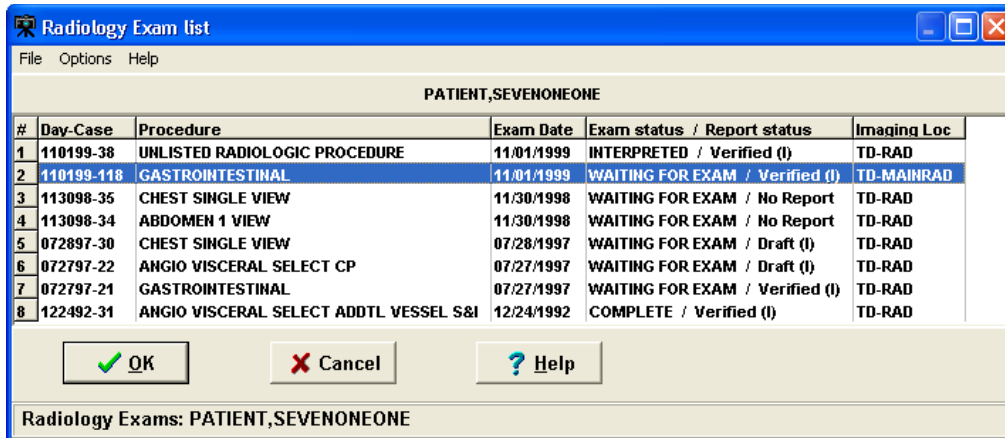 Radiology Exam list
File Options Help
PATIENT,SEVENONEONE
# Day-Case Procedure Exam Date Exam status / Report status Imaging Loc
1 110199-38 UNLISTED RADIOLOGIC PROCEDURE 11/01/1999 INTERPRETED / Verified (I) TD-RAD
2 110199-118 GASTROINTESTINAL 11/01/1999 WAITING FOR EXAM / Verified (I) TD-MAINRAD
3 113098-35 CHEST SINGLE VIEW 11/30/1998 WAITING FOR EXAM / No Report TD-RAD
4 113098-34 ABDOMEN 1 VIEW 11/30/1998 WAITING FOR EXAM / No Report TD-RAD
5 072897-30 CHEST SINGLE VIEW 07/28/1997 WAITING FOR EXAM / Draft (I) TD-RAD
6 072797-22 ANGIO VISCERAL SELECT CP 07/27/1997 WAITING FOR EXAM / Draft (I) TD-RAD
7 072797-21 GASTROINTESTINAL 07/27/1997 WAITING FOR EXAM / Verified (I) TD-RAD
8 122492-31 ANGIO VISCERAL SELECT ADDTL VESSEL S&I 12/24/1992 COMPLETE / Verified (I) TD-RAD
OK Cancel ? Help
Radiology Exams: PATIENT,SEVENONEONE